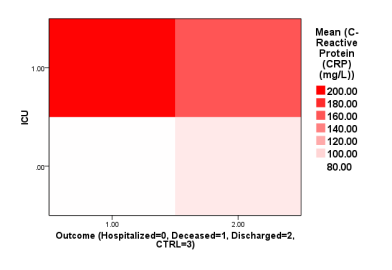 Mean (C-
Reactive
Protein
(CRP)
(mg/L))
200.00
180.00
160.00
140.00
120.00
100.00
80.00
ICU
1.00
.00
1.00
2.00
Outcome (Hospitalized=0, Deceased=1, Discharged=2,
CTRL=3)